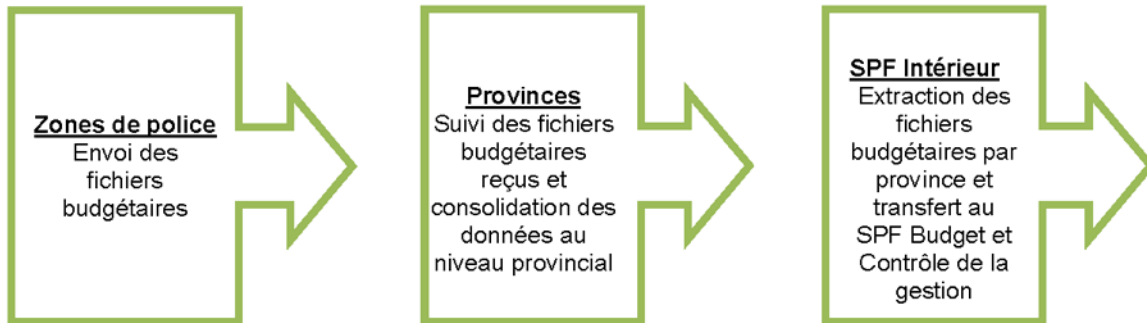 Zones de police
Envoi des
fichiers
budgétaires
Provinces
Suivi des fichiers
budgétaires
reçus et
consolidation des
données au
niveau provincial
SPF Intérieur
Extraction des
fichiers
budgétaires par
province et
transfert au
SPF Budget et
Contrôle de la
gestion